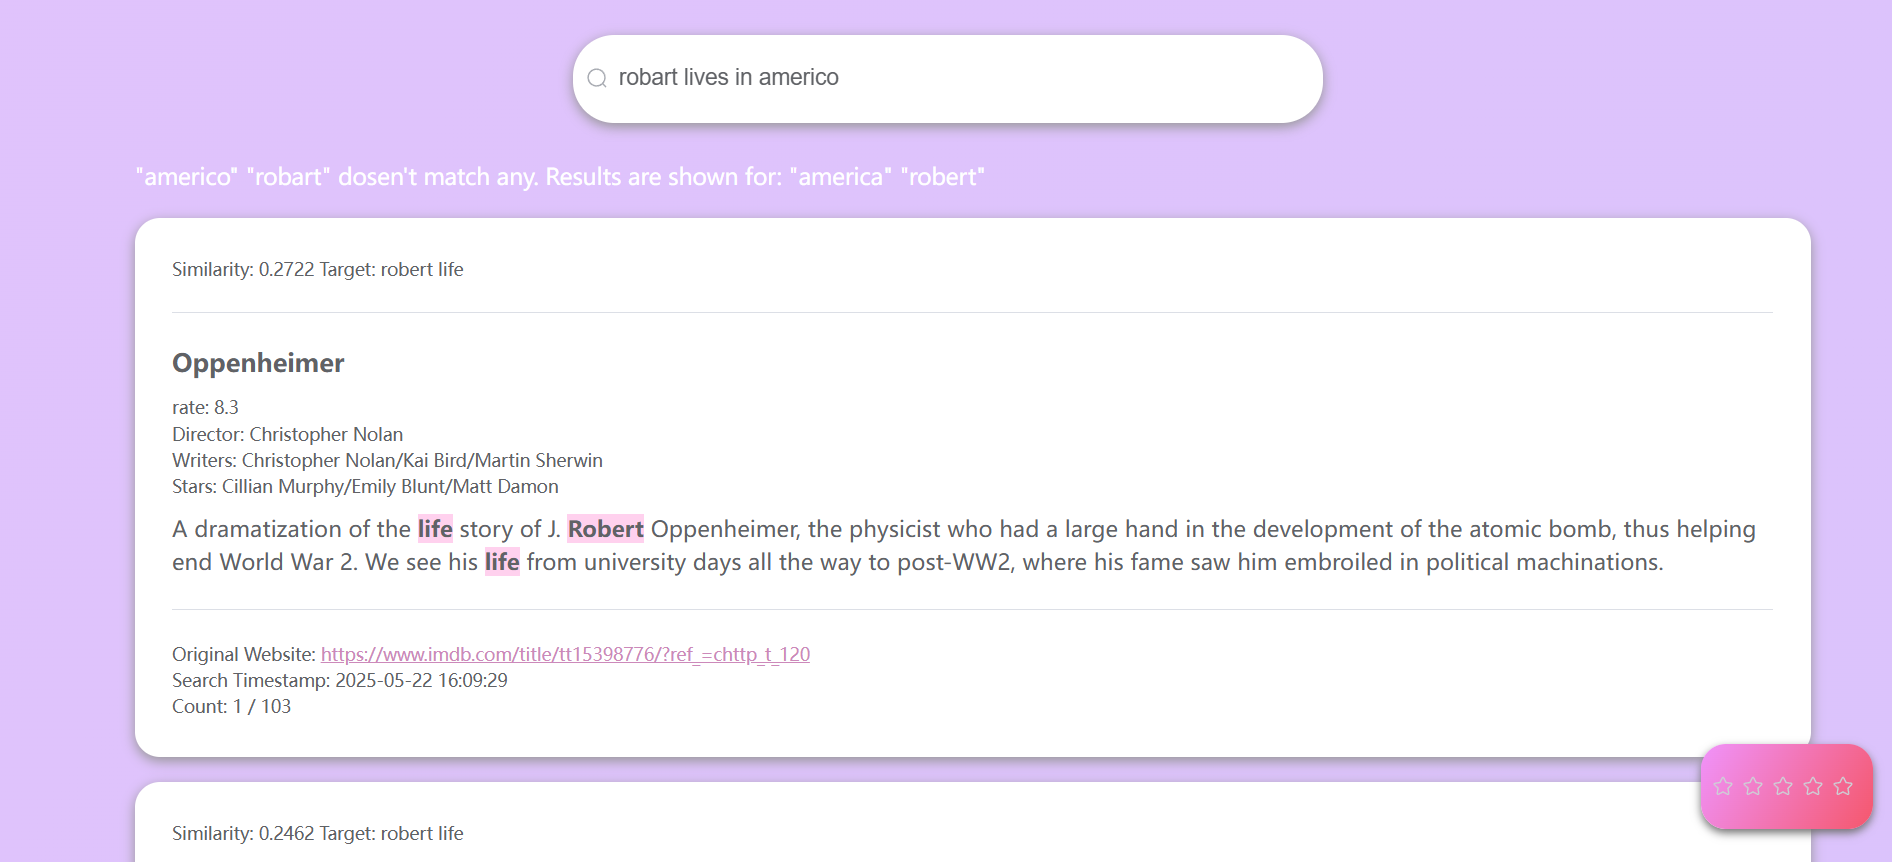 robart lives in americo
"americo" "robart" dosen't match any. Results are shown for: "america" "robert"
Similarity: 0.2722 Target: robert life
Oppenheimer
rate: 8.3
Director: Christopher Nolan
Writers: Christopher Nolan/Kai Bird/Martin Sherwin
Stars: Cillian Murphy/Emily Blunt/Matt Damon
A dramatization of the life story of J. Robert Oppenheimer, the physicist who had a large hand in the development of the atomic bomb, thus helping
end World War 2. We see his life from university days all the way to post-WW2, where his fame saw him embroiled in political machinations.
Original Website: https://www.imdb.com/title/tt15398776/?ref_=chttp_t_120
Search Timestamp: 2025-05-22 16:09:29
Count: 1 / 103
Similarity: 0.2462 Target: robert life